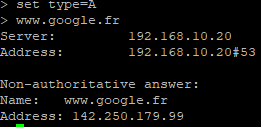 > set type=A
> www.google.fr
Server: 192.168.10.20
Address: 192.168.10.20#53
Non-authoritative answer:
Name: www.google.fr
Address: 142.250.179.99